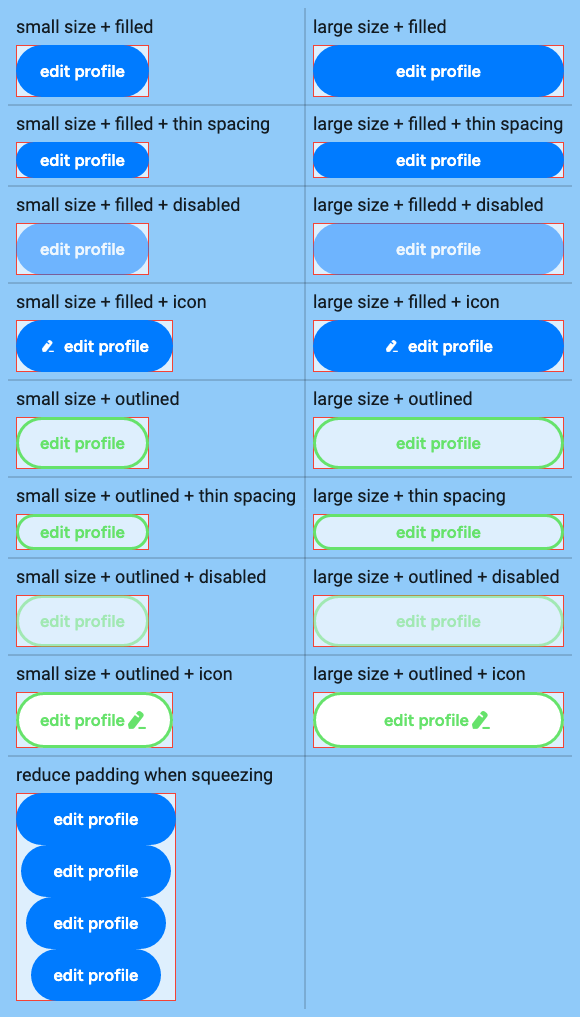 small size + filled
large size + filled
edit profile
edit profile
small size + filled + thin spacing
large size + filled + thin spacing
edit profile
edit profile
small size + filled + disabled
large size + filledd + disabled
edit profile
edit profile
small size + filled + icon
large size + filled + icon
edit profile
edit profile
small size + outlined
large size + outlined
edit profile
edit profile
small size + outlined + thin spacing
large size + thin spacing
edit profile
edit profile
small size + outlined + disabled
large size + outlined + disabled
edit profile
edit profile
small size + outlined + icon
large size + outlined + icon
edit profile
edit profile
reduce padding when squeezing
edit profile
edit profile
edit profile
edit profile